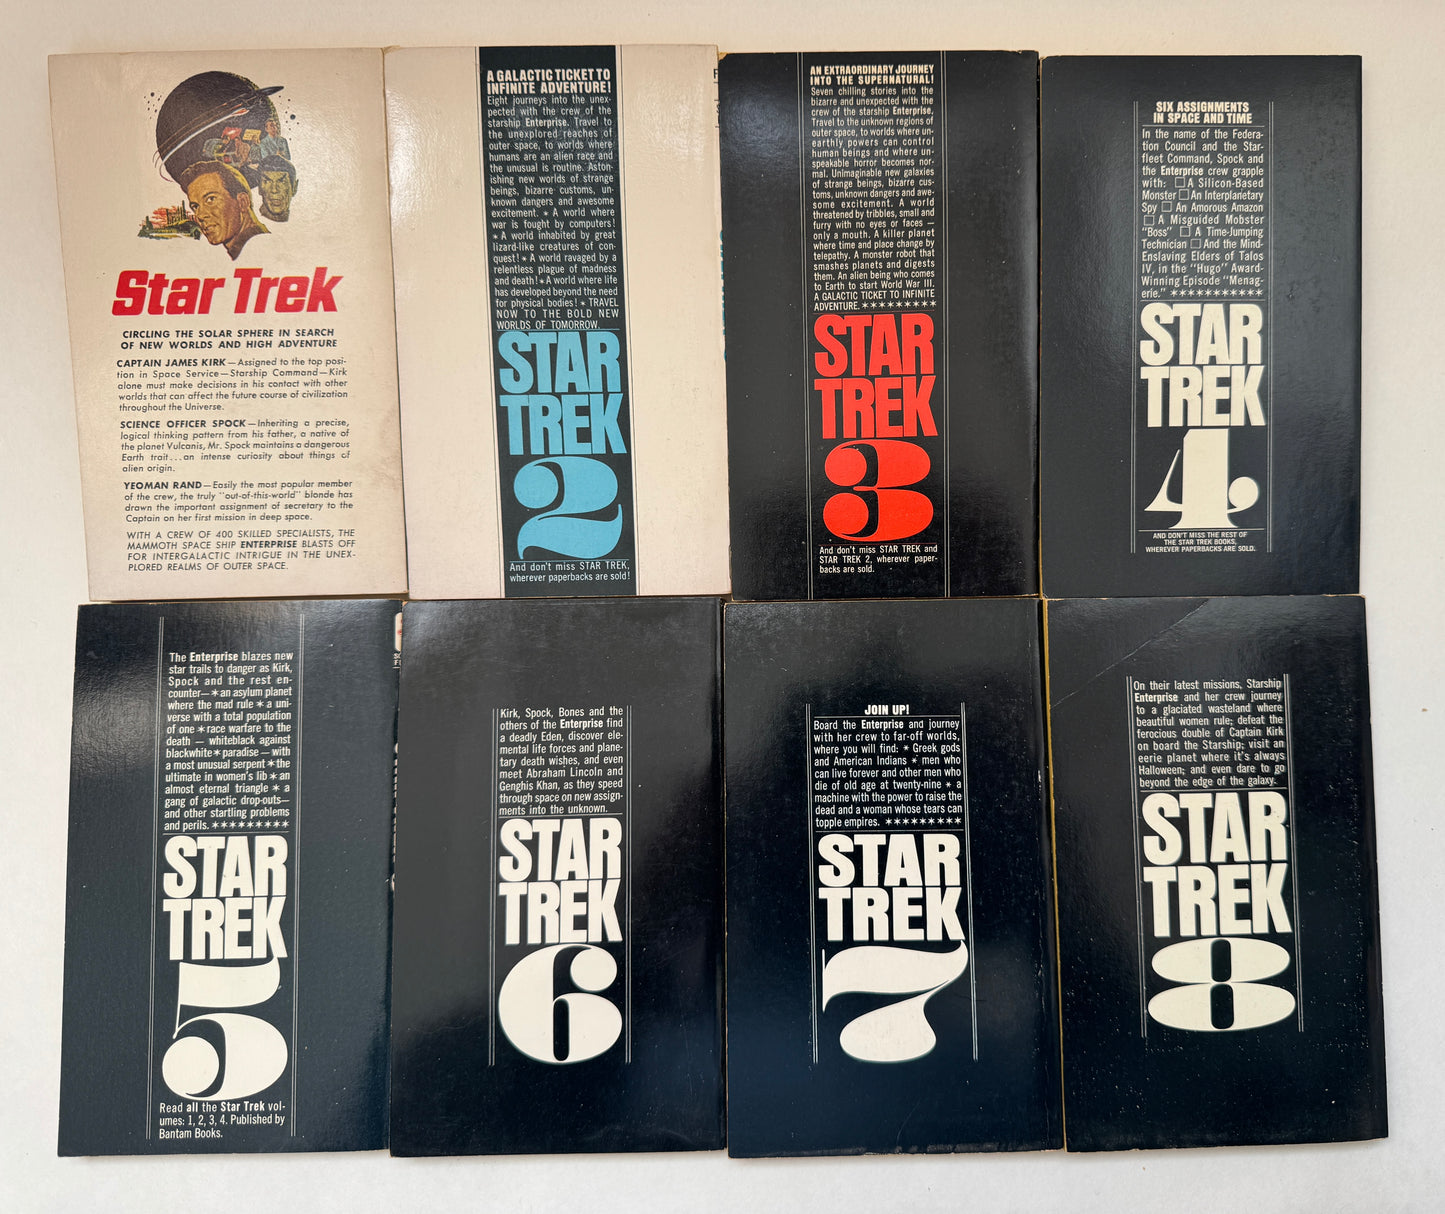 Star Trek
CIRCLING THE SOLAR SPHERE IN SEARCH
OF NEW WORLDS AND HIGH ADVENTURE
CAPTAIN JAMES KIRK—Assigned to the top posi-
tion in Space Service—Starship Command—Kirk
alone must make decisions in his contact with other
worlds that can affect the future course of civilization
throughout the Universe.
SCIENCE OFFICER SPOCK—Inheriting a precise,
logical thinking pattern from his father, a native of
the planet Vulcanis, Mr. Spock maintains a dangerous
Earth trait...an intense curiosity about things of
alien origin.
YEOMAN RAND—Easily the most popular member
of the crew, the truly "out-of-this-world" blonde has
drawn the important assignment of secretary to the
Captain on her first mission in deep space.
WITH A CREW OF 400 SKILLED SPECIALISTS, THE
MAMMOTH SPACE SHIP ENTERPRISE BLASTS OFF
FOR INTERGALACTIC INTRIGUE IN THE UNEX-
PLORED REALMS OF OUTER SPACE.
A GALACTIC TICKET TO
INFINITE ADVENTURE!
Eight journeys into the unex-
pected with the crew of the
starship Enterprise. Travel to
the unexplored reaches of
outer space, to worlds where
humans are an alien race and
the unusual is routine. Aston-
ishing new worlds of strange
beings, bizarre customs, un-
known dangers and awesome
excitement. * A world where
war is fought by computers!
* A world inhabited by great
lizard-like creatures of con-
quest! * A world ravaged by a
relentless plague of madness
and death! * A world where life
has developed beyond the need
for physical bodies! * TRAVEL
NOW TO THE BOLD NEW
WORLDS OF TOMORROW.
STAR
TREK
2
And don't miss STAR TREK,
wherever paperbacks are sold!
AN EXTRAORDINARY JOURNEY
INTO THE SUPERNATURAL!
Seven chilling stories into the
bizarre and unexpected with the
crew of the starship Enterprise.
Travel to the unknown regions of
outer space, to worlds where un-
earthly powers can control
human beings and where un-
speakable horror becomes nor-
mal. Unimaginable new galaxies
of strange beings, bizarre cus-
toms, unknown dangers and awe-
some excitement. A world
threatened by tribbles, small and
furry with no eyes or faces —
only a mouth. A killer planet
where time and place change by
telepathy. A monster robot that
smashes planets and digests
them. An alien being who comes
to Earth to start World War III.
A GALACTIC TICKET TO INFINITE
ADVENTURE. * * * * * * * * *
STAR
TREK
3
And don't miss STAR TREK and
STAR TREK 2, wherever paper-
backs are sold.
SIX ASSIGNMENTS
IN SPACE AND TIME
In the name of the Federa-
tion Council and the Star-
fleet Command, Spock and
the Enterprise crew grapple
with: □ A Silicon-Based
Monster □ An Interplanetary
Spy □ An Amorous Amazon
□ A Misguided Mobster
"Boss" □ A Time-Jumping
Technician □ And the Mind-
Enslaving Elders of Talos
IV, in the "Hugo" Award-
Winning Episode "Menag-
erie." * * * * * * * * * *
STAR
TREK
4
AND DON'T MISS THE REST OF
THE STAR TREK BOOKS,
WHEREVER PAPERBACKS ARE SOLD.
The Enterprise blazes new
star trails to danger as Kirk,
Spock and the rest en-
counter—* an asylum planet
where the mad rule * a uni-
verse with a total population
of one * race warfare to the
death — whiteblack against
blackwhite * paradise — with
a most unusual serpent * the
ultimate in women's lib * an
almost eternal triangle * a
gang of galactic drop-outs—
and other startling problems
and perils. * * * * * * * * *
STAR
TREK
5
Read all the Star Trek vol-
umes: 1, 2, 3, 4. Published by
Bantam Books.
Kirk, Spock, Bones and the
others of the Enterprise find
a deadly Eden, discover ele-
mental life forces and plane-
tary death wishes, and even
meet Abraham Lincoln and
Genghis Khan, as they speed
through space on new assign-
ments into the unknown.
STAR
TREK
6
JOIN UP!
Board the Enterprise and journey
with her crew to far-off worlds,
where you will find: * Greek gods
and American Indians * men who
can live forever and other men who
die of old age at twenty-nine * a
machine with the power to raise the
dead and a woman whose tears can
topple empires. * * * * * * * * *
STAR
TREK
7
On their latest missions, Starship
Enterprise and her crew journey
to a glaciated wasteland where
beautiful women rule; defeat the
ferocious double of Captain Kirk
on board the Starship; visit an
eerie planet where it's always
Halloween; and even dare to go
beyond the edge of the galaxy.
STAR
TREK
8